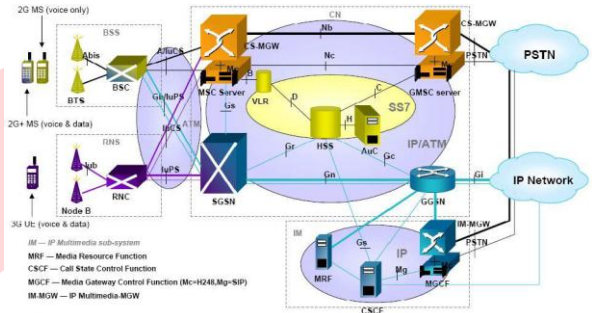 2G MS (voice only)
CN
BSS
CS-MGW
CS-MGW
Nb
Abis
A/IuCS
PSTN
PSTN
Nc
BSC
Gb/IuPS
MSC Server
B
GMSC server
BTS
VLR
C
Gs
D
SS7
2G+ MS (voice & data)
IuCS
ATM
H
HSS
IP/ATM
RNS
AuC
Gr
Gc
Iub
IuPS
Gn
Gi
IP Network
RNC
SGSN
GGSN
Node B
3G UE (voice & data)
IM
IM-MGW
IM — IP Multimedia sub-system
Gs
IP
PSTN
MRF — Media Resource Function
MRF
Mg
MGCF
CSCF — Call State Control Function
MGCF — Media Gateway Control Function (Mc=H248,Mg=SIP)
IM-MGW — IP Multimedia-MGW
CSCF